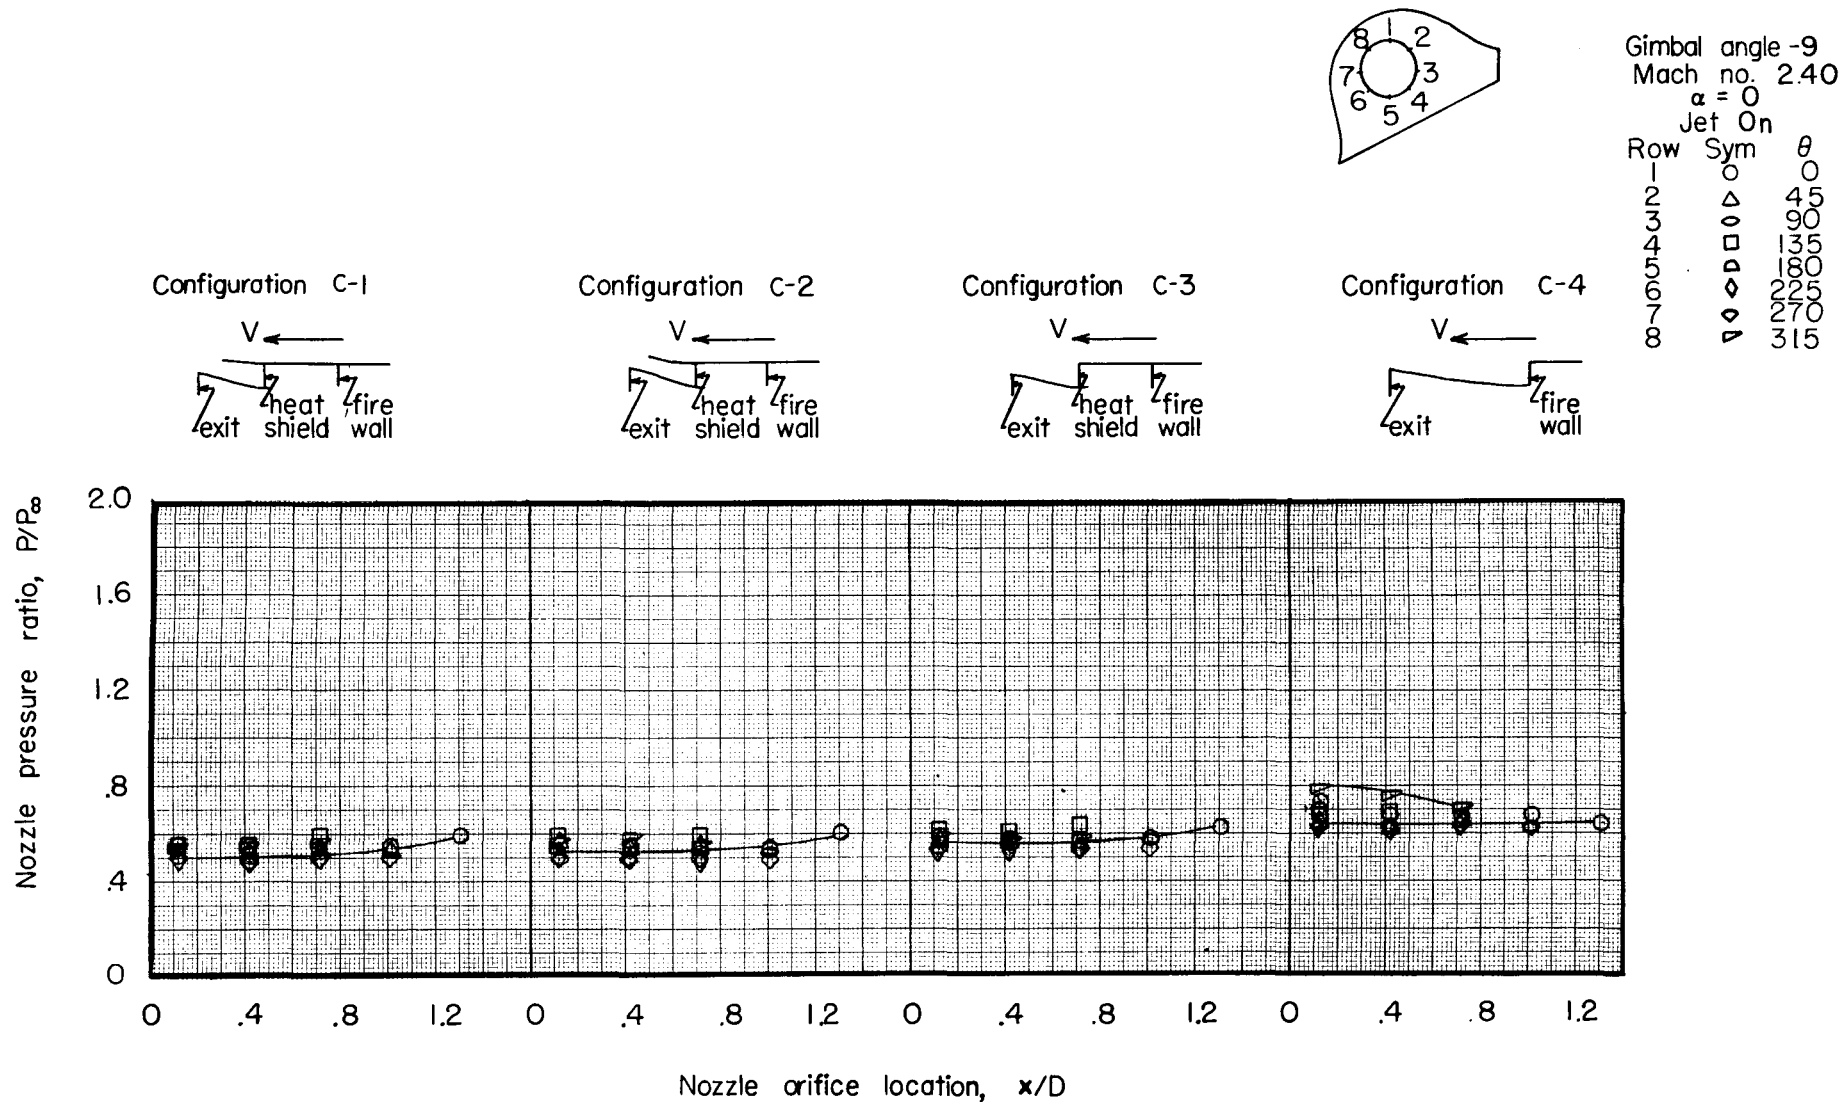 8 1 2
7 3
6 4
5
Gimbal angle -9
Mach no. 2.40
α = 0
Jet On
Row Sym θ
1 0
2 45
3 90
4 135
5 180
6 225
7 270
8 315
Configuration C-1
V
heat shield
fire wall
exit
Configuration C-2
V
heat shield
fire wall
exit
Configuration C-3
V
heat shield
fire wall
exit
Configuration C-4
V
fire wall
exit
Nozzle pressure ratio, P/P∞
2.0
1.6
1.2
.8
.4
0
0 .4 .8 1.2 0 .4 .8 1.2 0 .4 .8 1.2 0 .4 .8 1.2
Nozzle orifice location, x/D